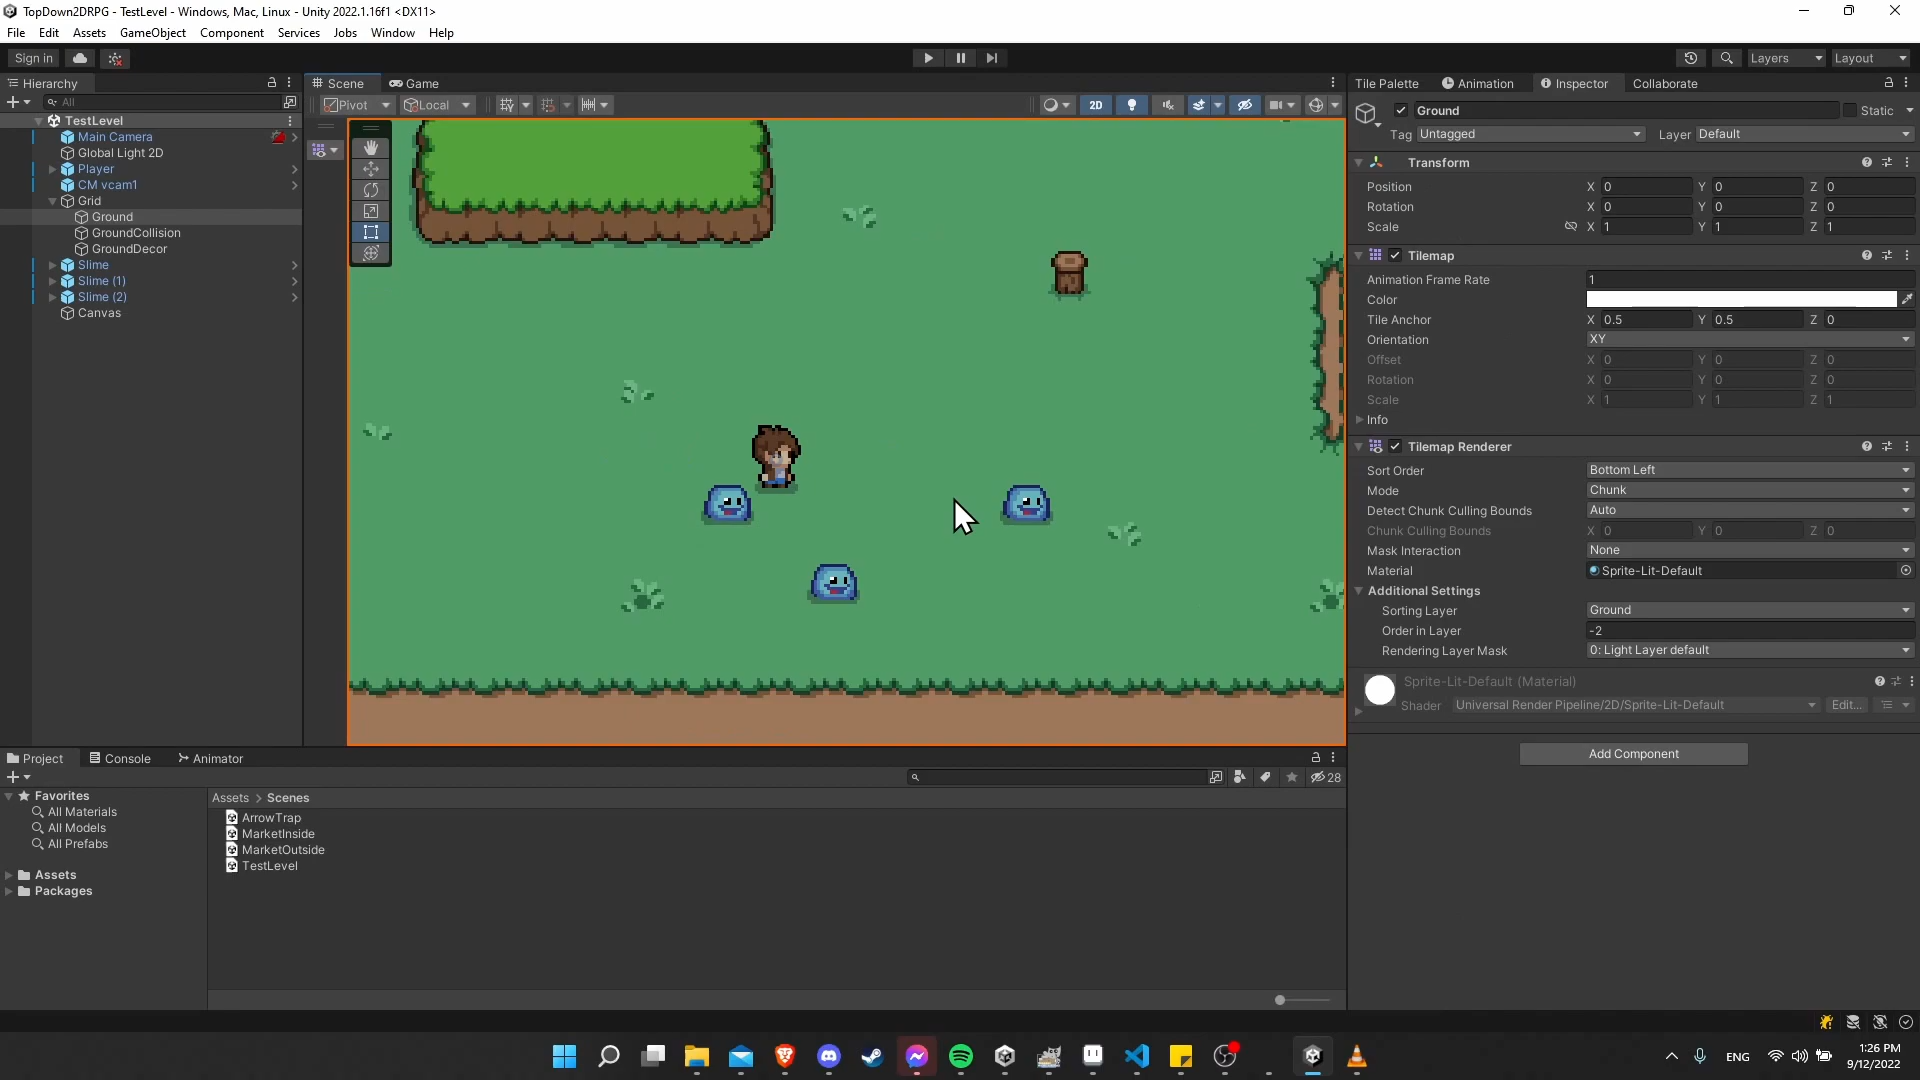 TopDown2DRPG - TestLevel - Windows, Mac, Linux - Unity 2022.1.16f1 <DX11>
File Edit Assets GameObject Component Services Jobs Window Help
Sign in
Layers
Layout
Hierarchy
All
TestLevel
Main Camera
Global Light 2D
Player
CM vcam1
Grid
Ground
GroundCollision
GroundDecor
Slime
Slime (1)
Slime (2)
Canvas
Scene Game
Pivot Local
2D
Tile Palette Animation Inspector Collaborate
Ground Static
Tag Untagged Layer Default
Transform
Position X 0 Y 0 Z 0
Rotation X 0 Y 0 Z 0
Scale X 1 Y 1 Z 1
Tilemap
Animation Frame Rate 1
Color
Tile Anchor X 0.5 Y 0.5 Z 0
Orientation XY
Offset X 0 Y 0 Z 0
Rotation X 0 Y 0 Z 0
Scale X 1 Y 1 Z 1
Info
Tilemap Renderer
Sort Order Bottom Left
Mode Chunk
Detect Chunk Culling Bounds Auto
Chunk Culling Bounds X 0 Y 0 Z 0
Mask Interaction None
Material Sprite-Lit-Default
Additional Settings
Sorting Layer Ground
Order in Layer -2
Rendering Layer Mask 0: Light Layer default
Sprite-Lit-Default (Material)
Shader Universal Render Pipeline/2D/Sprite-Lit-Default Edit...
Add Component
Project Console Animator
28
Favorites
All Materials
All Models
All Prefabs
Assets
Packages
Assets > Scenes
ArrowTrap
MarketInside
MarketOutside
TestLevel
ENG
1:26 PM
9/12/2022